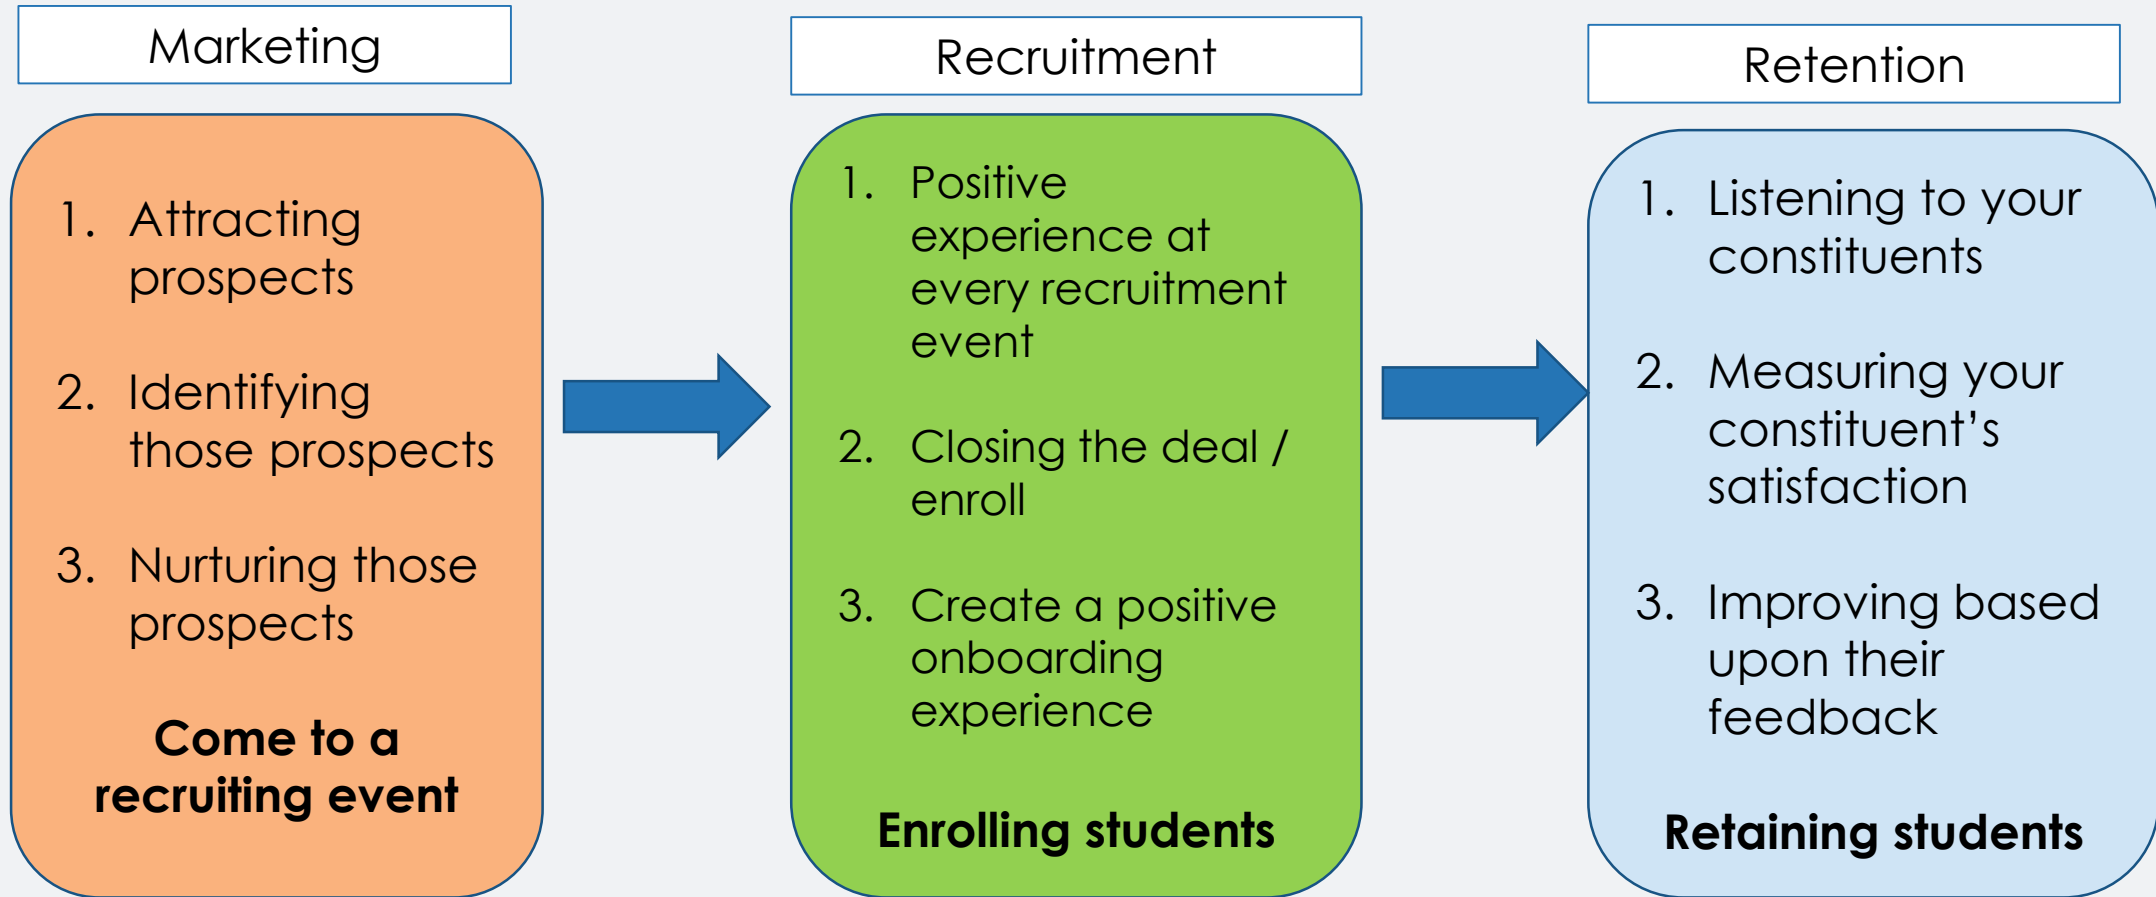 Marketing
1. Attracting
prospects
2. Identifying
those prospects
3. Nurturing those
prospects
Come to a
recruiting event
Recruitment
1. Positive
experience at
every recruitment
event
2. Closing the deal /
enroll
3. Create a positive
onboarding
experience
Enrolling students
Retention
1. Listening to your
constituents
2. Measuring your
constituent’s
satisfaction
3. Improving based
upon their
feedback
Retaining students